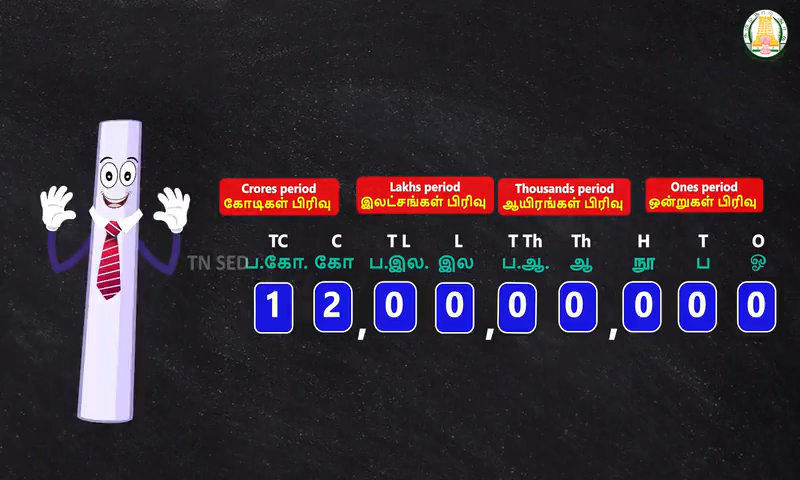 Crores period
கோடிகள் பிரிவு
Lakhs period
இலட்சங்கள் பிரிவு
Thousands period
ஆயிரங்கள் பிரிவு
Ones period
ஒன்றுகள் பிரிவு
TC C T L L T Th Th H T O
TN SED ப.கோ. கோ ப.இல. இல ப.ஆ. ஆ நூ ப ஓ
1 2 , 0 0 , 0 0 , 0 0 0